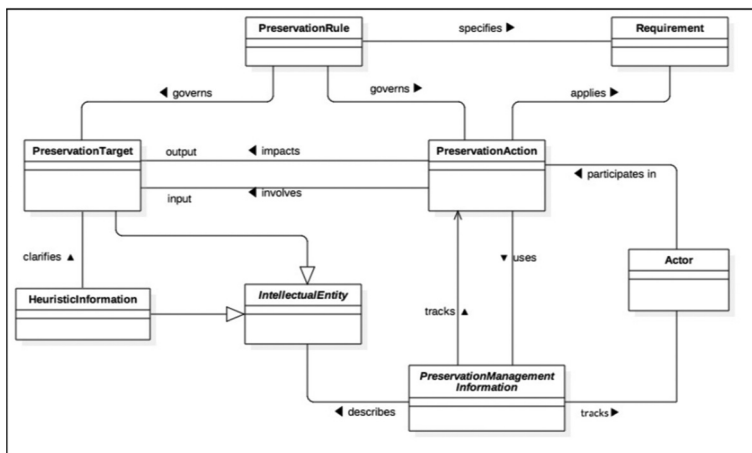 PreservationRule
specifies ▶
Requirement
◀ governs
governs ▶
applies ▶
PreservationTarget
output
◀ impacts
PreservationAction
input
◀ involves
◀ participates in
clarifies ▲
▼ uses
Actor
HeuristicInformation
IntellectualEntity
tracks ▲
PreservationManagement
Information
◀ describes
tracks▶